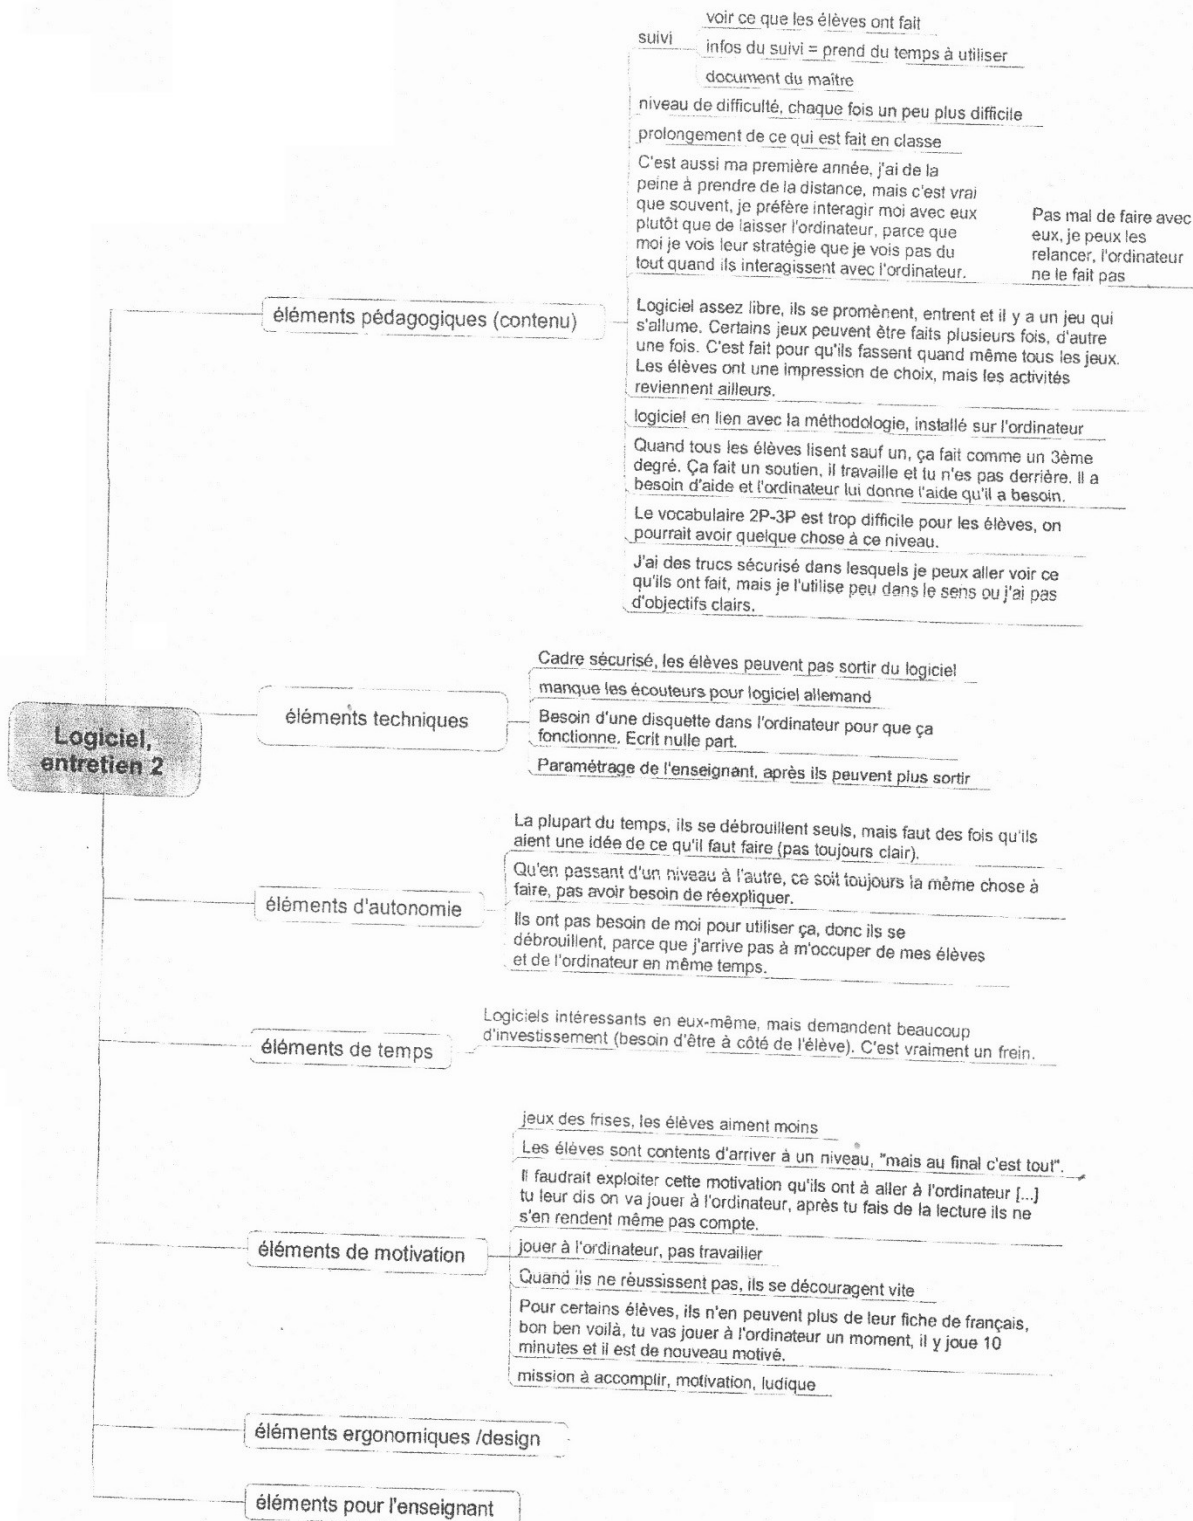 voir ce que les élèves ont fait
suivi
infos du suivi = prend du temps à utiliser
document du maître
niveau de difficulté, chaque fois un peu plus difficile
prolongement de ce qui est fait en classe
C'est aussi ma première année, j'ai de la
peine à prendre de la distance, mais c'est vrai
que souvent, je préfère interagir moi avec eux
plutôt que de laisser l'ordinateur, parce que
moi je vois leur stratégie que je vois pas du
tout quand ils interagissent avec l'ordinateur.
Pas mal de faire avec
eux, je peux les
relancer, l'ordinateur
ne le fait pas
éléments pédagogiques (contenu)
Logiciel assez libre, ils se promènent, entrent et il y a un jeu qui
s'allume. Certains jeux peuvent être faits plusieurs fois, d'autre
une fois. C'est fait pour qu'ils fassent quand même tous les jeux.
Les élèves ont une impression de choix, mais les activités
reviennent ailleurs.
logiciel en lien avec la méthodologie, installé sur l'ordinateur
Quand tous les élèves lisent sauf un, ça fait comme un 3ème
degré. Ça fait un soutien, il travaille et tu n'es pas derrière. Il a
besoin d'aide et l'ordinateur lui donne l'aide qu'il a besoin.
Le vocabulaire 2P-3P est trop difficile pour les élèves, on
pourrait avoir quelque chose à ce niveau.
J'ai des trucs sécurisé dans lesquels je peux aller voir ce
qu'ils ont fait, mais je l'utilise peu dans le sens ou j'ai pas
d'objectifs clairs.
Logiciel,
entretien 2
éléments techniques
Cadre sécurisé, les élèves peuvent pas sortir du logiciel
manque les écouteurs pour logiciel allemand
Besoin d'une disquette dans l'ordinateur pour que ça
fonctionne. Ecrit nulle part.
Paramétrage de l'enseignant, après ils peuvent plus sortir
éléments d'autonomie
La plupart du temps, ils se débrouillent seuls, mais faut des fois qu'ils
aient une idée de ce qu'il faut faire (pas toujours clair).
Qu'en passant d'un niveau à l'autre, ce soit toujours la même chose à
faire, pas avoir besoin de réexpliquer.
Ils ont pas besoin de moi pour utiliser ça, donc ils se
débrouillent, parce que j'arrive pas à m'occuper de mes élèves
et de l'ordinateur en même temps.
éléments de temps
Logiciels intéressants en eux-même, mais demandent beaucoup
d'investissement (besoin d'être à côté de l'élève). C'est vraiment un frein.
éléments de motivation
jeux des frises, les élèves aiment moins
Les élèves sont contents d'arriver à un niveau, "mais au final c'est tout".
Il faudrait exploiter cette motivation qu'ils ont à aller à l'ordinateur [...]
tu leur dis on va jouer à l'ordinateur, après tu fais de la lecture ils ne
s'en rendent même pas compte.
jouer à l'ordinateur, pas travailler
Quand ils ne réussissent pas, ils se découragent vite
Pour certains élèves, ils n'en peuvent plus de leur fiche de français,
bon ben voilà, tu vas jouer à l'ordinateur un moment, il y joue 10
minutes et il est de nouveau motivé.
mission à accomplir, motivation, ludique
éléments ergonomiques /design
éléments pour l'enseignant